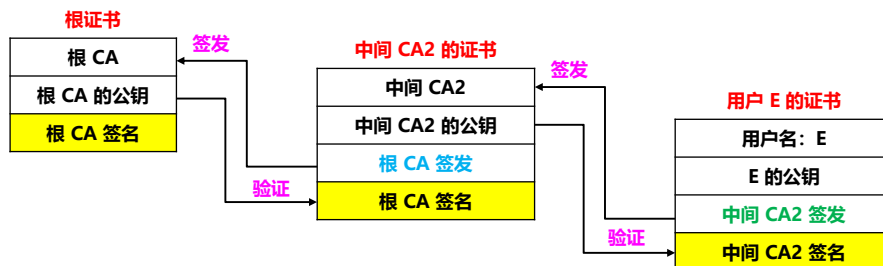 根证书
根 CA
根 CA 的公钥
根 CA 签名
签发
验证
中间 CA2 的证书
中间 CA2
中间 CA2 的公钥
根 CA 签发
根 CA 签名
签发
验证
用户 E 的证书
用户名：E
E 的公钥
中间 CA2 签发
中间 CA2 签名